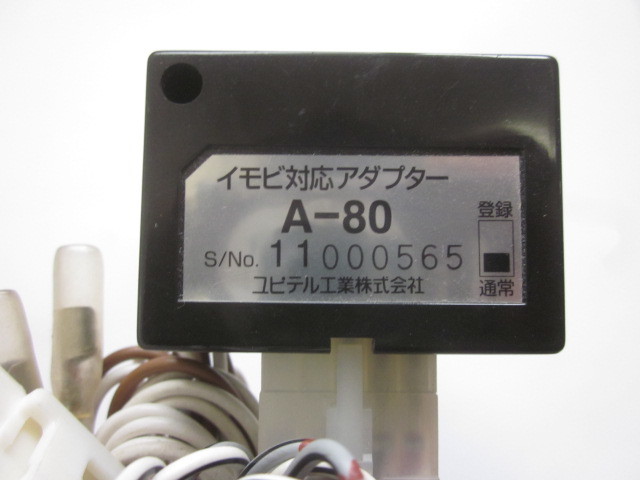 イモビ対応アダプター
A-80
S/No. 11000565
ユピテル工業株式会社
登録
通常